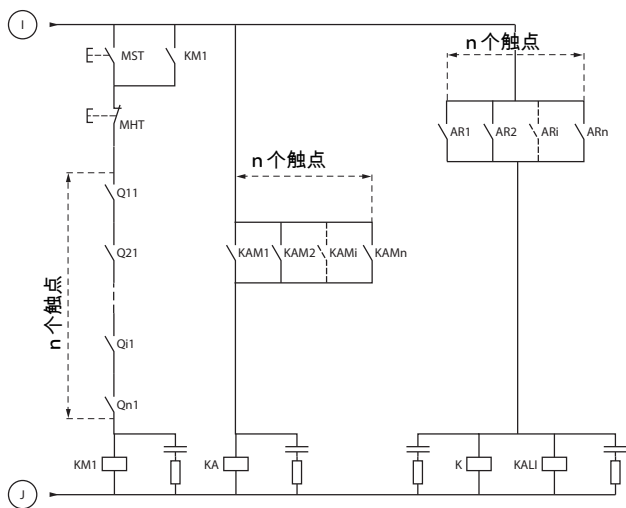 I
MST
KM1
n 个触点
MHT
AR1
AR2
ARi
ARn
n 个触点
Q11
Q21
KAM1
KAM2
KAMi
KAMn
n 个触点
Qi1
Qn1
KM1
KA
K
KALI
J